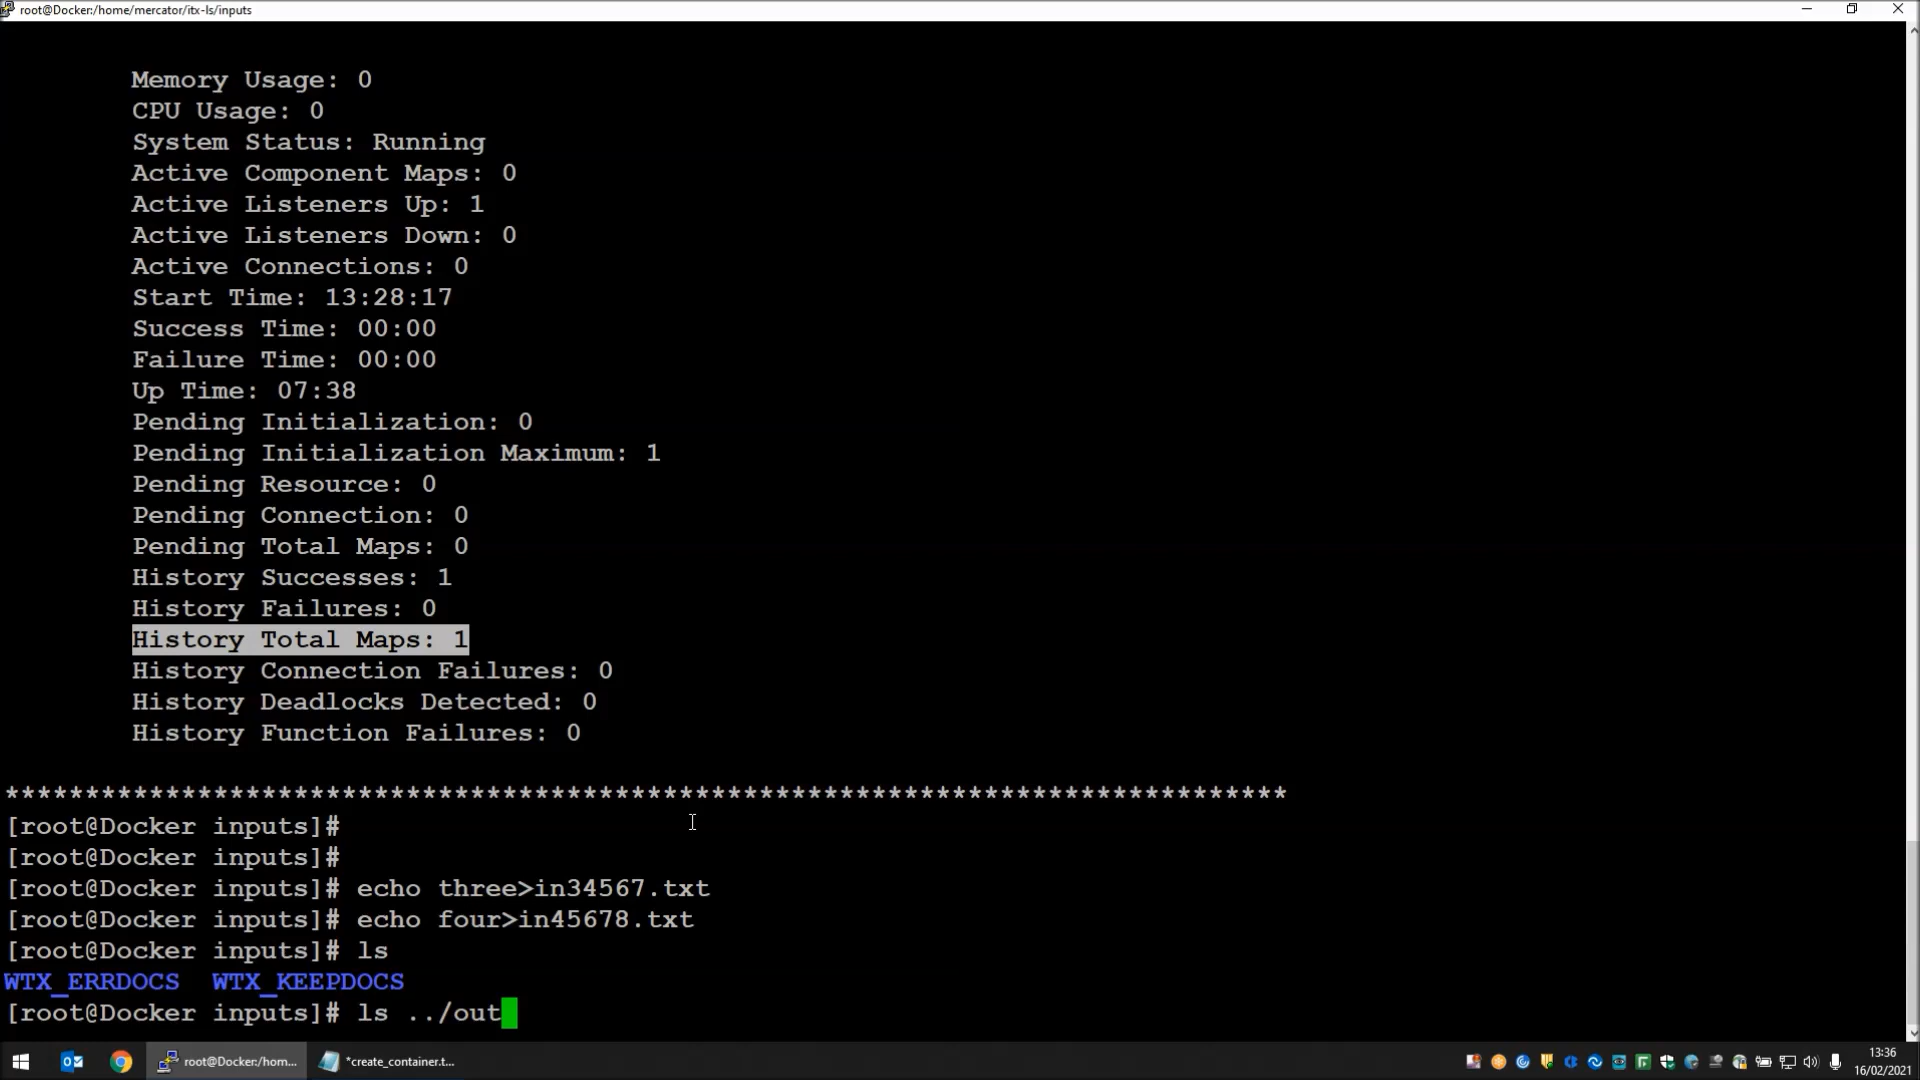 root@Docker:/home/mercator/itx-ls/inputs
Memory Usage: 0
CPU Usage: 0
System Status: Running
Active Component Maps: 0
Active Listeners Up: 1
Active Listeners Down: 0
Active Connections: 0
Start Time: 13:28:17
Success Time: 00:00
Failure Time: 00:00
Up Time: 07:38
Pending Initialization: 0
Pending Initialization Maximum: 1
Pending Resource: 0
Pending Connection: 0
Pending Total Maps: 0
History Successes: 1
History Failures: 0
History Total Maps: 1
History Connection Failures: 0
History Deadlocks Detected: 0
History Function Failures: 0
********************************************************************************
[root@Docker inputs]#
[root@Docker inputs]#
[root@Docker inputs]# echo three>in34567.txt
[root@Docker inputs]# echo four>in45678.txt
[root@Docker inputs]# ls
WTX_ERRDOCS  WTX_KEEPDOCS
[root@Docker inputs]# ls ../out
root@Docker:/hom... *create_container.t... 13:36
16/02/2021